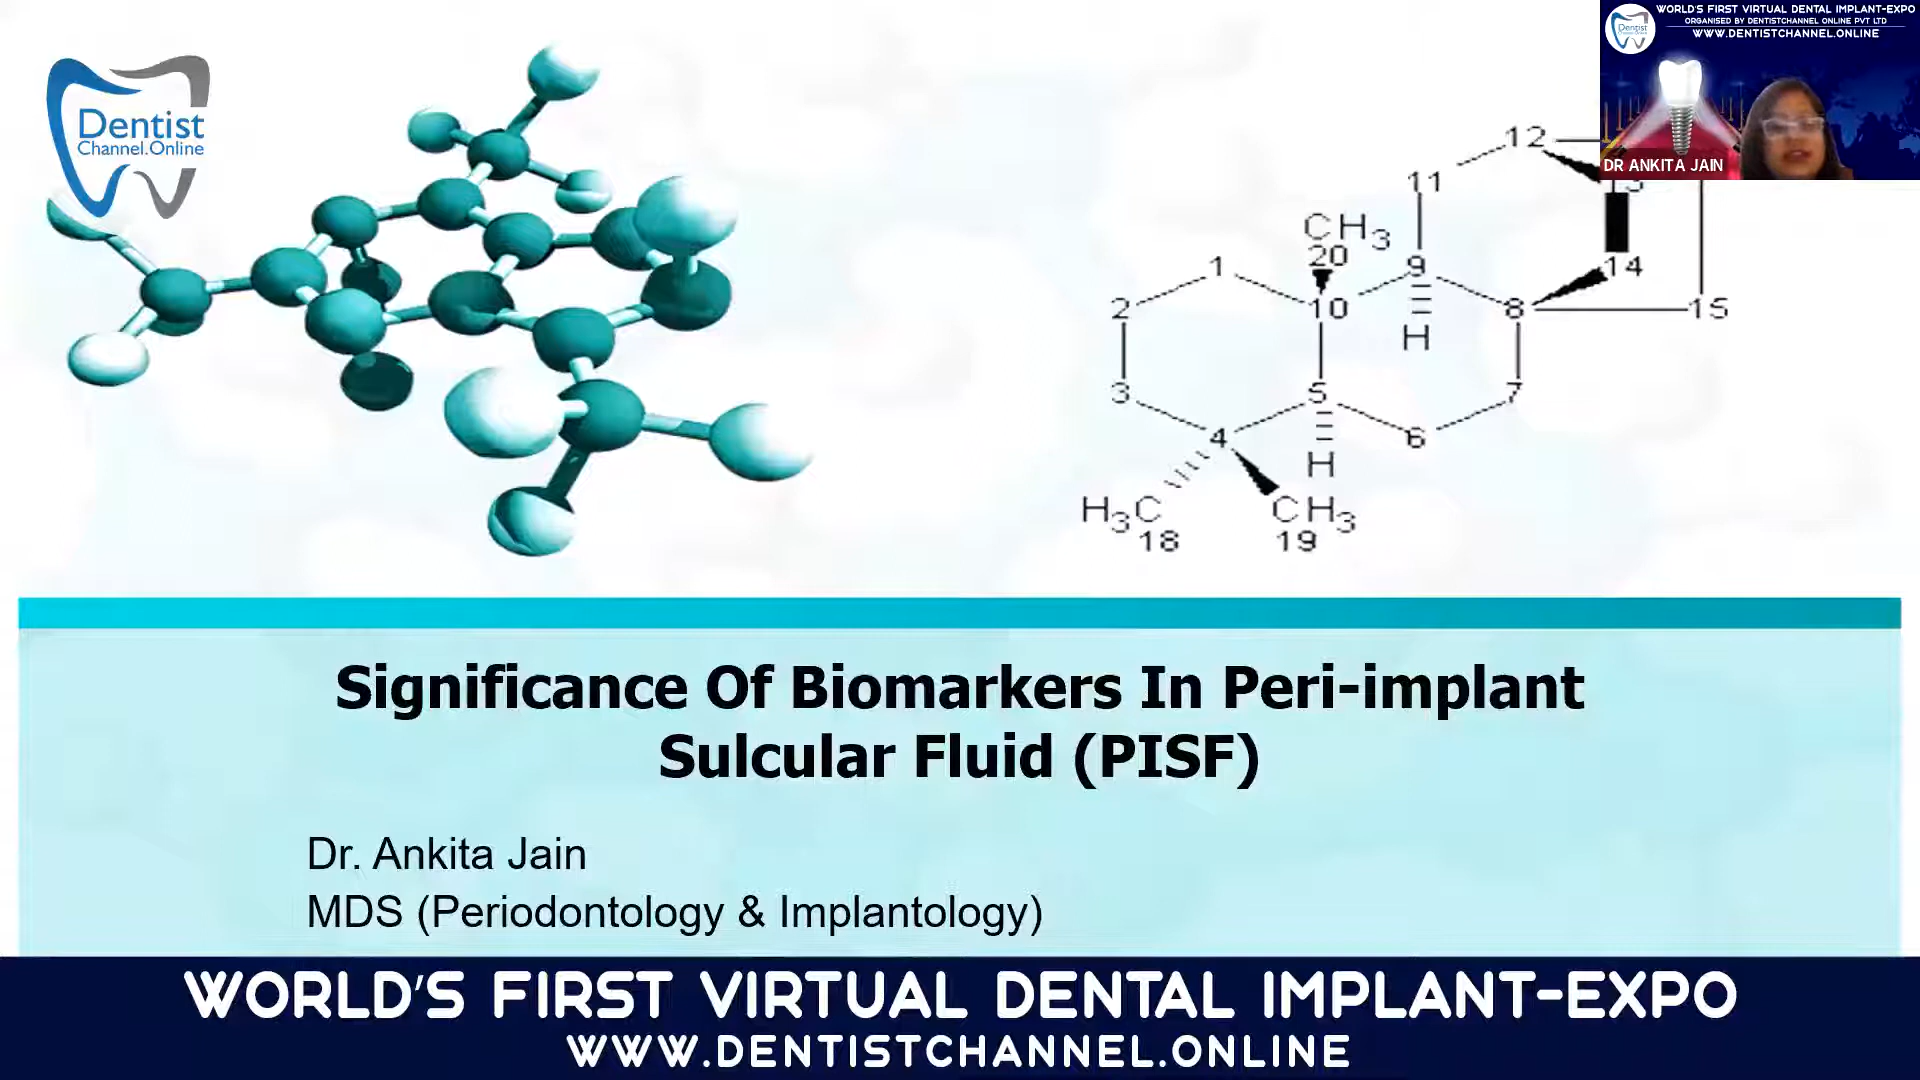 Dentist
Channel.Online
WORLD'S FIRST VIRTUAL DENTAL IMPLANT-EXPO
ORGANISED BY DENTISTCHANNEL ONLINE PVT LTD
WWW.DENTISTCHANNEL.ONLINE
DR ANKITA JAIN
12
11
CH3
20
1
9
14
2
10
8
15
H
3
5
7
4
6
H
H3C
CH3
18
19
Significance Of Biomarkers In Peri-implant
Sulcular Fluid (PISF)
Dr. Ankita Jain
MDS (Periodontology & Implantology)
WORLD'S FIRST VIRTUAL DENTAL IMPLANT-EXPO
WWW.DENTISTCHANNEL.ONLINE